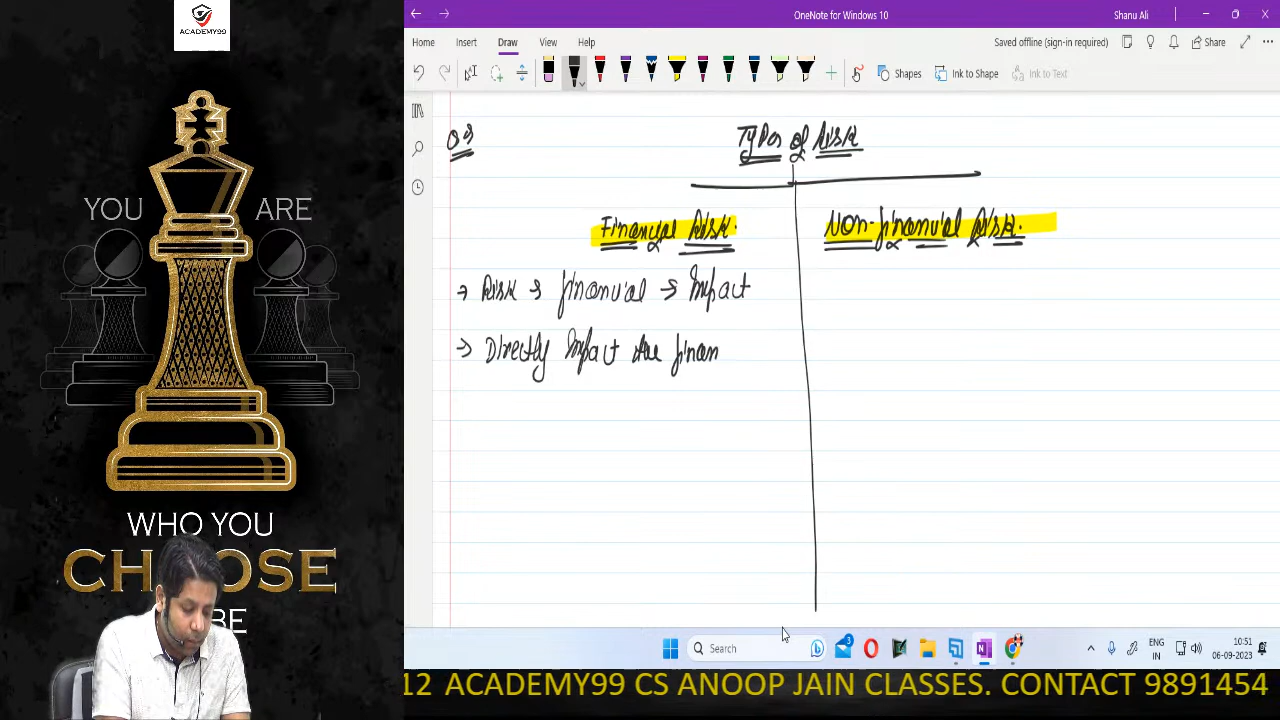 ACADEMY99
YOU ARE
WHO YOU
CHOOSE
BE
OneNote for Windows 10
Shanu Ali
Home Insert Draw View Help
Saved offline (sign-in required)
Share
Shapes
Ink to Shape
Ink to Text
Types of Risk
Financial Risk.
Non-financial Risk.
→ Risk → financial → Impact
→ Directly Impact the finan
Search
3
ENG
IN
10:51
06-09-2023
12 ACADEMY99 CS ANOOP JAIN CLASSES. CONTACT 9891454